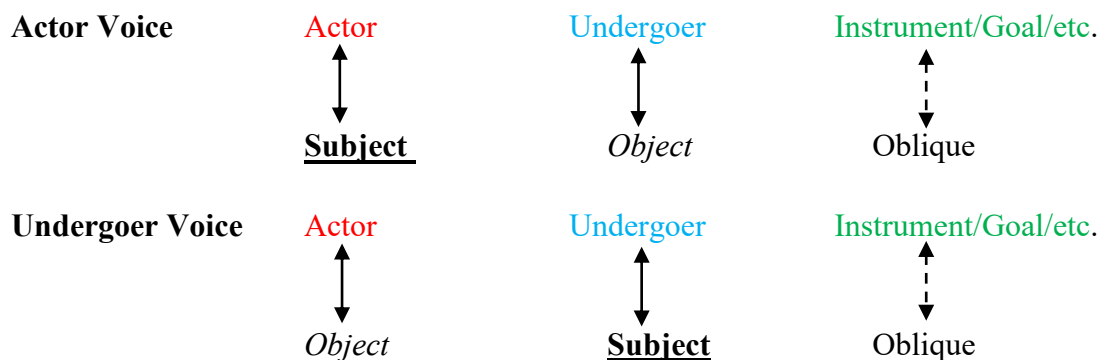 Actor Voice Actor Undergoer Instrument/Goal/etc.
Subject Object Oblique
Undergoer Voice Actor Undergoer Instrument/Goal/etc.
Object Subject Oblique